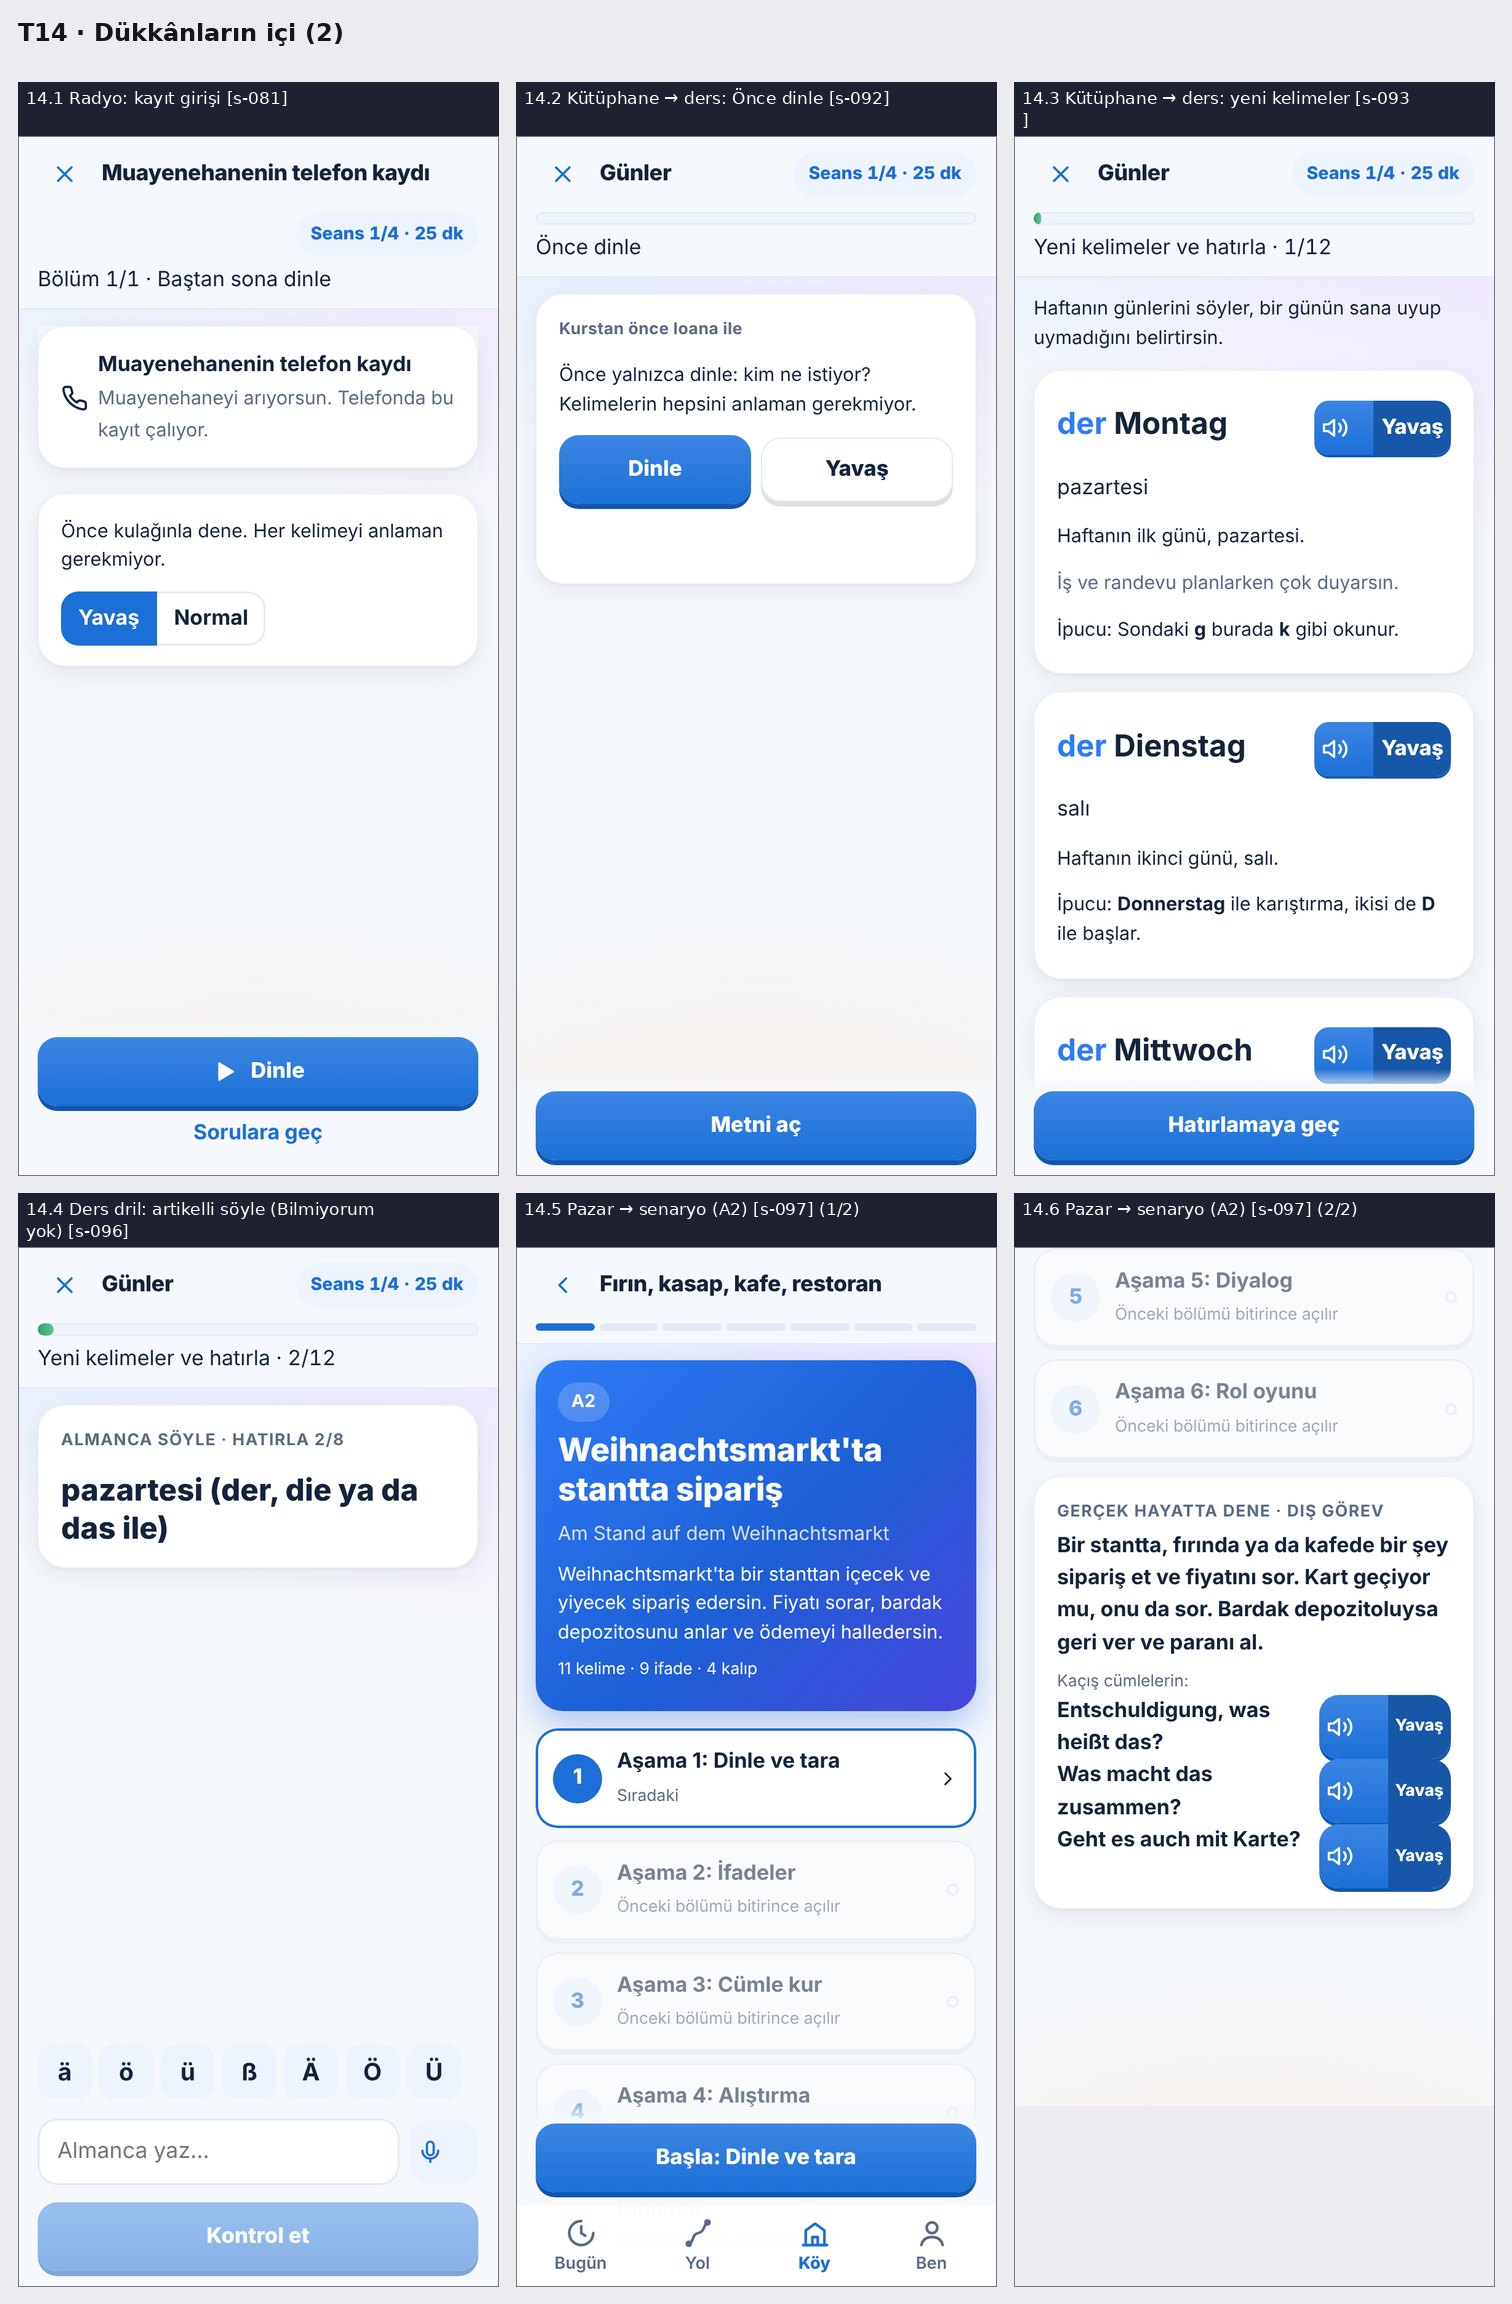 T14 · Dükkânların içi (2)
14.1 Radyo: kayıt girişi [s-081]
Muayenehanenin telefon kaydı
Seans 1/4 · 25 dk
Bölüm 1/1 · Baştan sona dinle
Muayenehanenin telefon kaydı
Muayenehaneyi arıyorsun. Telefonda bu
kayıt çalıyor.
Önce kulağınla dene. Her kelimeyi anlaman
gerekmiyor.
Yavaş Normal
Dinle
Sorulara geç
14.2 Kütüphane → ders: Önce dinle [s-092]
Günler
Seans 1/4 · 25 dk
Önce dinle
Kurstan önce Ioana ile
Önce yalnızca dinle: kim ne istiyor?
Kelimelerin hepsini anlaman gerekmiyor.
Dinle Yavaş
Metni aç
14.3 Kütüphane → ders: yeni kelimeler [s-093
]
Günler
Seans 1/4 · 25 dk
Yeni kelimeler ve hatırla · 1/12
Haftanın günlerini söyler, bir günün sana uyup
uymadığını belirtirsin.
der Montag
Yavaş
pazartesi
Haftanın ilk günü, pazartesi.
İş ve randevu planlarken çok duyarsın.
İpucu: Sondaki g burada k gibi okunur.
der Dienstag
Yavaş
salı
Haftanın ikinci günü, salı.
İpucu: Donnerstag ile karıştırma, ikisi de D
ile başlar.
der Mittwoch
Yavaş
Hatırlamaya geç
14.4 Ders dril: artikelli söyle (Bilmiyorum
yok) [s-096]
Günler
Seans 1/4 · 25 dk
Yeni kelimeler ve hatırla · 2/12
ALMANCA SÖYLE · HATIRLA 2/8
pazartesi (der, die ya da
das ile)
ä ö ü ß Ä Ö Ü
Almanca yaz...
Kontrol et
14.5 Pazar → senaryo (A2) [s-097] (1/2)
Fırın, kasap, kafe, restoran
A2
Weihnachtsmarkt'ta
stantta sipariş
Am Stand auf dem Weihnachtsmarkt
Weihnachtsmarkt'ta bir stanttan içecek ve
yiyecek sipariş edersin. Fiyatı sorar, bardak
depozitosunu anlar ve ödemeyi halledersin.
11 kelime · 9 ifade · 4 kalıp
1
Aşama 1: Dinle ve tara
Sıradaki
2
Aşama 2: İfadeler
Önceki bölümü bitirince açılır
3
Aşama 3: Cümle kur
Önceki bölümü bitirince açılır
4
Aşama 4: Alıştırma
Başla: Dinle ve tara
Bugün Yol Köy Ben
14.6 Pazar → senaryo (A2) [s-097] (2/2)
5
Aşama 5: Diyalog
Önceki bölümü bitirince açılır
6
Aşama 6: Rol oyunu
Önceki bölümü bitirince açılır
GERÇEK HAYATTA DENE · DIŞ GÖREV
Bir stantta, fırında ya da kafede bir şey
sipariş et ve fiyatını sor. Kart geçiyor
mu, onu da sor. Bardak depozitoluysa
geri ver ve paranı al.
Kaçış cümlelerin:
Entschuldigung, was
heißt das?
Yavaş
Was macht das
zusammen?
Yavaş
Geht es auch mit Karte?
Yavaş